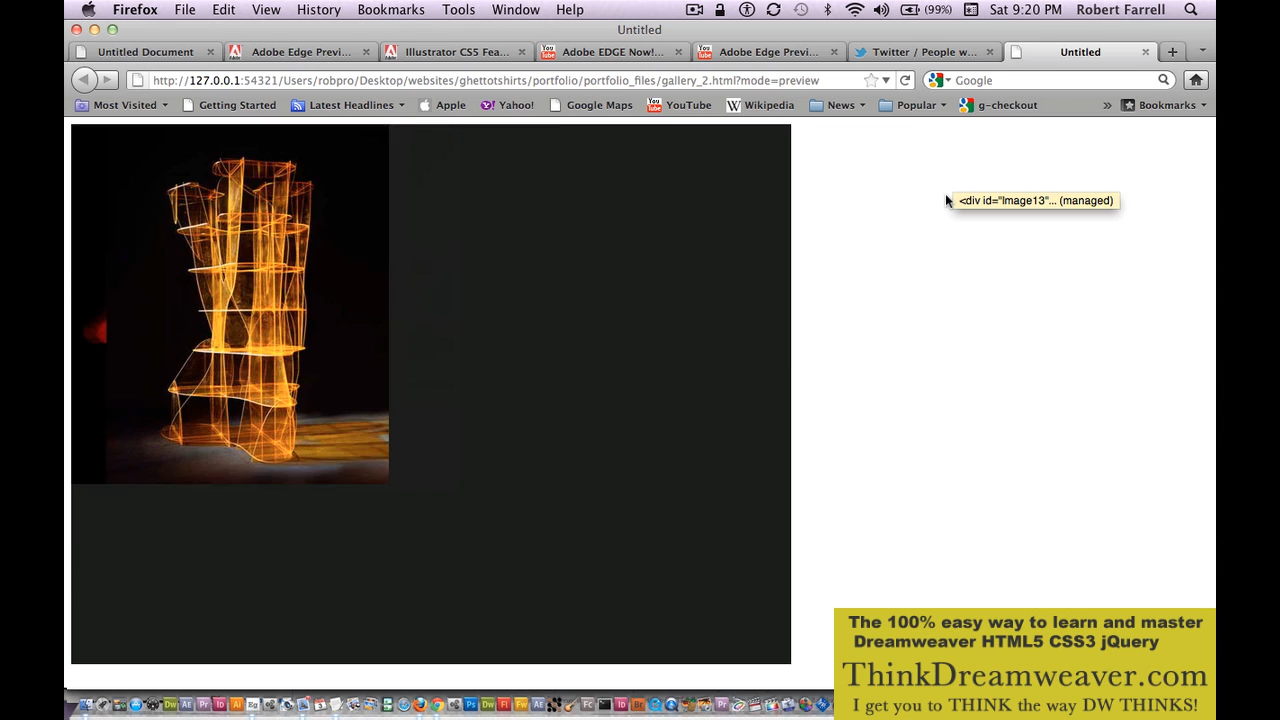 Firefox File Edit View History Bookmarks Tools Window Help (99%) Sat 9:20 PM Robert Farrell
Untitled
Untitled Document Adobe Edge Previ... Illustrator CS5 Fea... Adobe EDGE Now!... Adobe Edge Previ... Twitter / People w... Untitled
http://127.0.0.1:54321/Users/robpro/Desktop/websites/ghettotshirts/portfolio/portfolio_files/gallery_2.html?mode=preview Google
Most Visited Getting Started Latest Headlines Apple Yahoo! Google Maps YouTube Wikipedia News Popular g-checkout » Bookmarks
<div id="Image13"... (managed)
The 100% easy way to learn and master
Dreamweaver HTML5 CSS3 jQuery
ThinkDreamweaver.com
I get you to THINK the way DW THINKS!